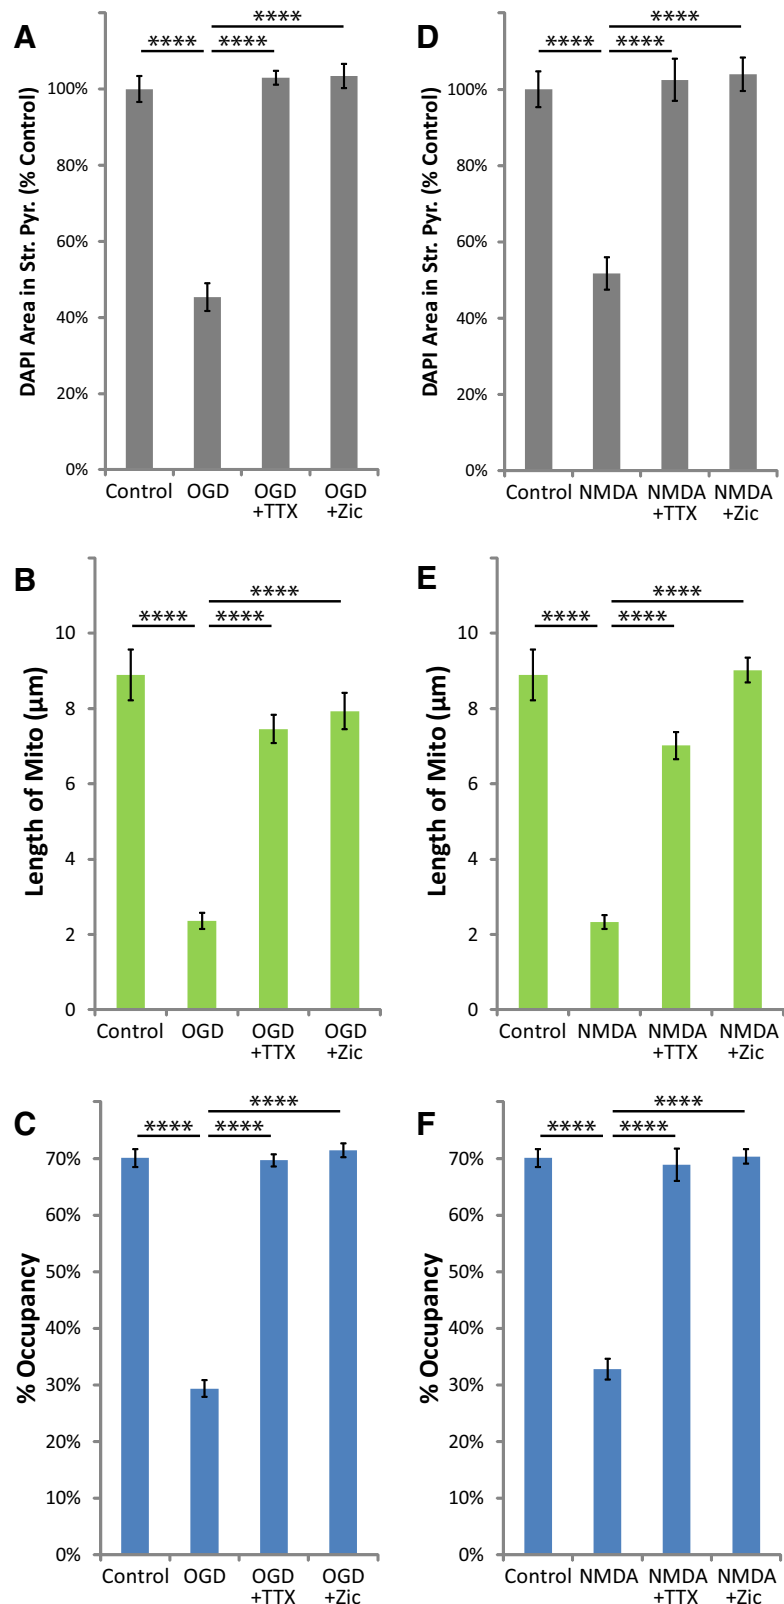 A
****
**** ****
DAPI Area in Str. Pyr. (% Control)
100%
80%
60%
40%
20%
0%
Control OGD OGD OGD
+TTX +Zic
D
****
**** ****
DAPI Area in Str. Pyr. (% Control)
100%
80%
60%
40%
20%
0%
Control NMDA NMDA NMDA
+TTX +Zic
B
****
**** ****
Length of Mito (µm)
10
8
6
4
2
0
Control OGD OGD OGD
+TTX +Zic
E
****
**** ****
Length of Mito (µm)
10
8
6
4
2
0
Control NMDA NMDA NMDA
+TTX +Zic
C
****
**** ****
% Occupancy
70%
60%
50%
40%
30%
20%
10%
0%
Control OGD OGD OGD
+TTX +Zic
F
****
**** ****
% Occupancy
70%
60%
50%
40%
30%
20%
10%
0%
Control NMDA NMDA NMDA
+TTX +Zic